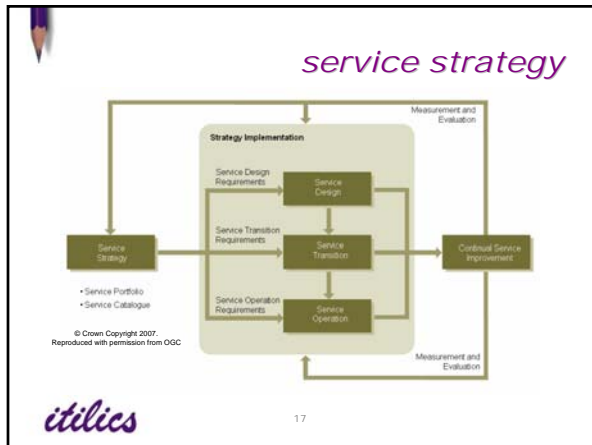 service strategy
Measurement and
Evaluation
Strategy Implementation
Service Design
Requirements
Service
Design
Service Transition
Requirements
Service
Strategy
Service
Transition
Continual Service
Improvement
• Service Portfolio
• Service Catalogue
Service Operation
Requirements
Service
Operation
© Crown Copyright 2007.
Reproduced with permission from OGC
Measurement and
Evaluation
itilics
17